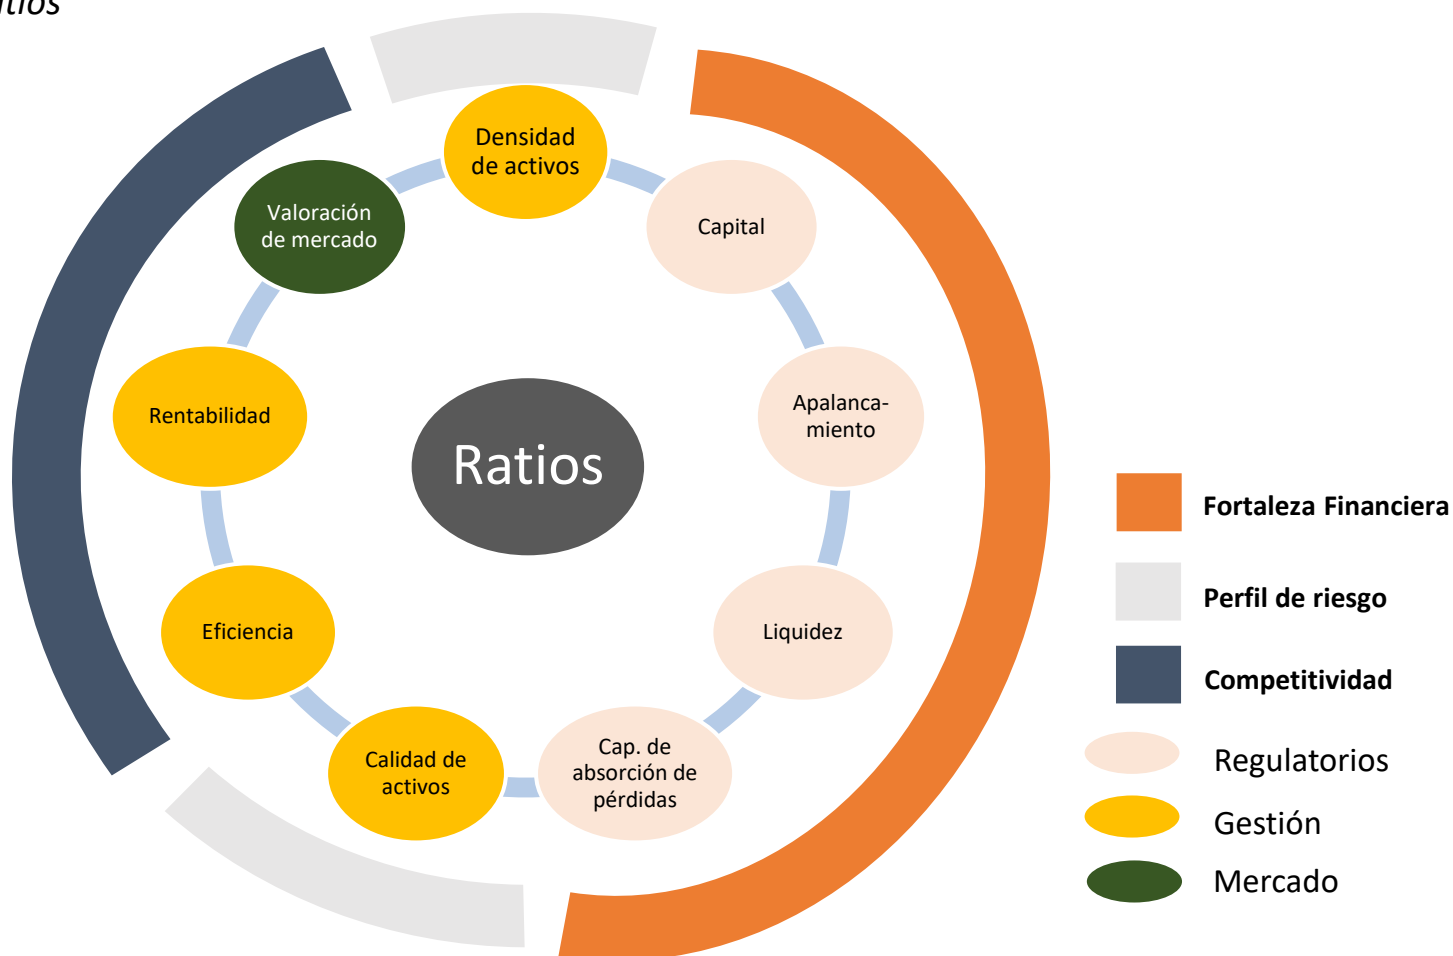 Densidad
de activos
Valoración
de mercado
Capital
Rentabilidad
Apalanca-
miento
Ratios
Fortaleza Financiera
Perfil de riesgo
Eficiencia
Liquidez
Competitividad
Calidad de
activos
Cap. de
absorción de
pérdidas
Regulatorios
Gestión
Mercado